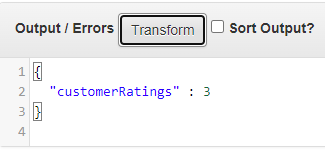 Output / Errors Transform Sort Output?
1 {
2 "customerRatings" : 3
3 }
4